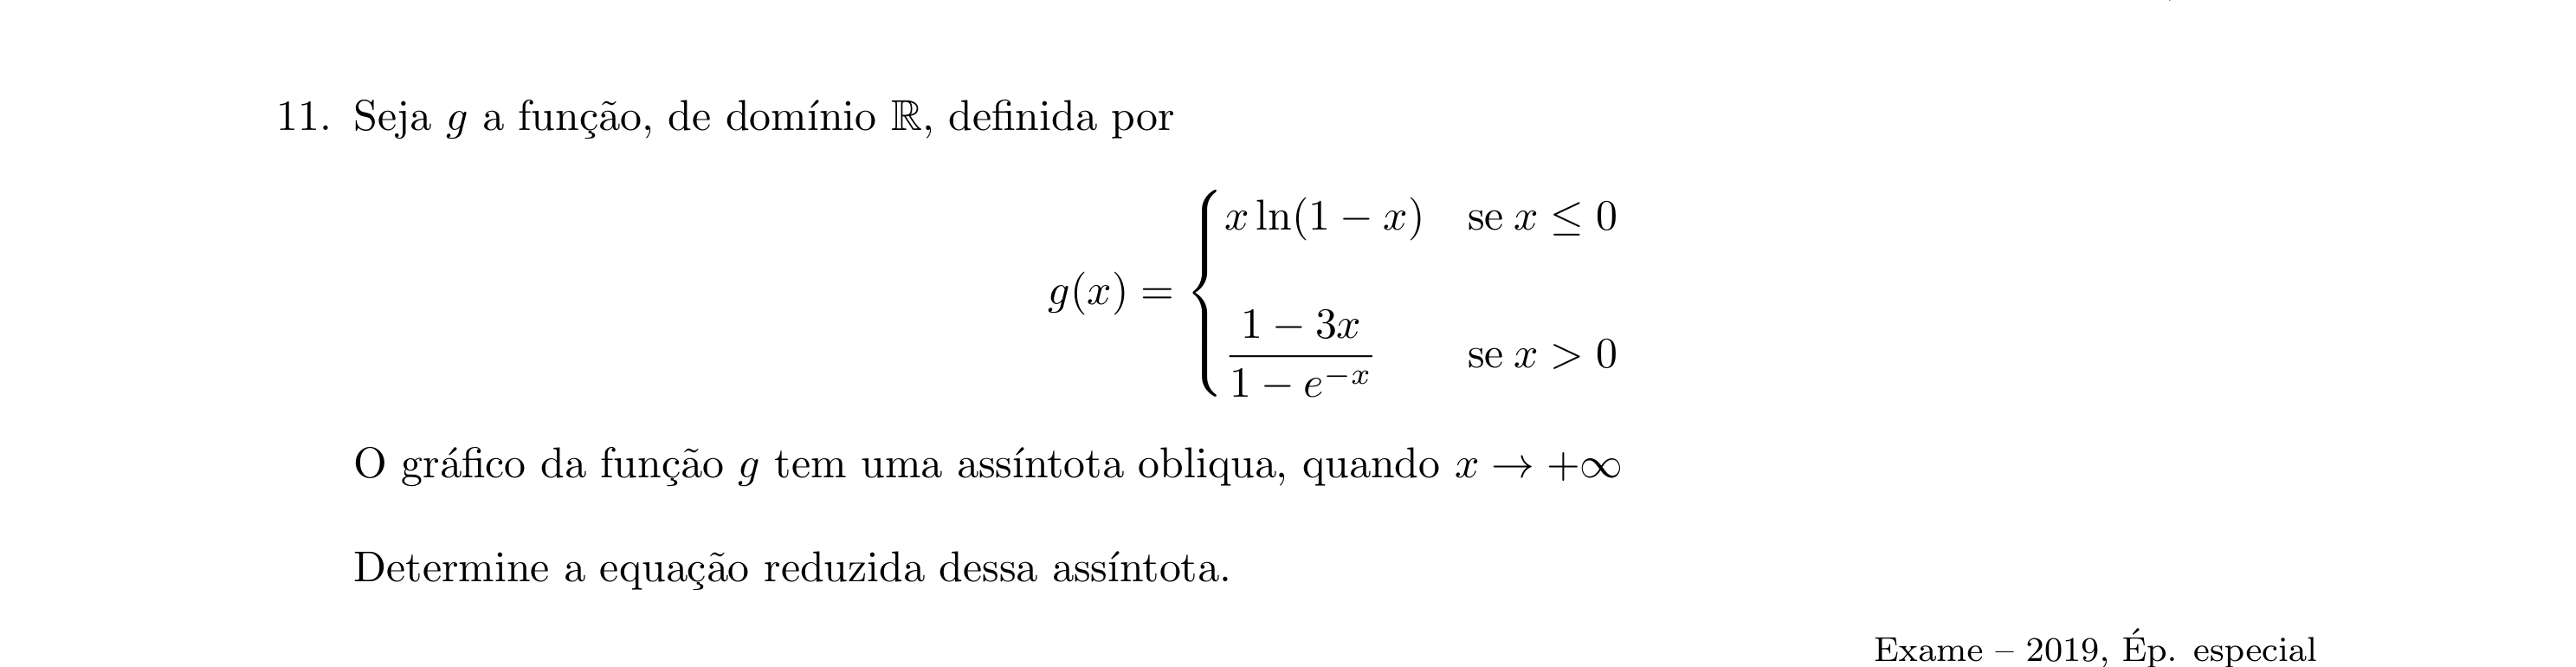 11. Seja g a função, de domínio ℝ, definida por
g(x) = { x ln(1 − x) se x ≤ 0
(1 − 3x)/(1 − e^{−x}) se x > 0
O gráfico da função g tem uma assíntota obliqua, quando x → +∞
Determine a equação reduzida dessa assíntota.
Exame – 2019, Ép. especial